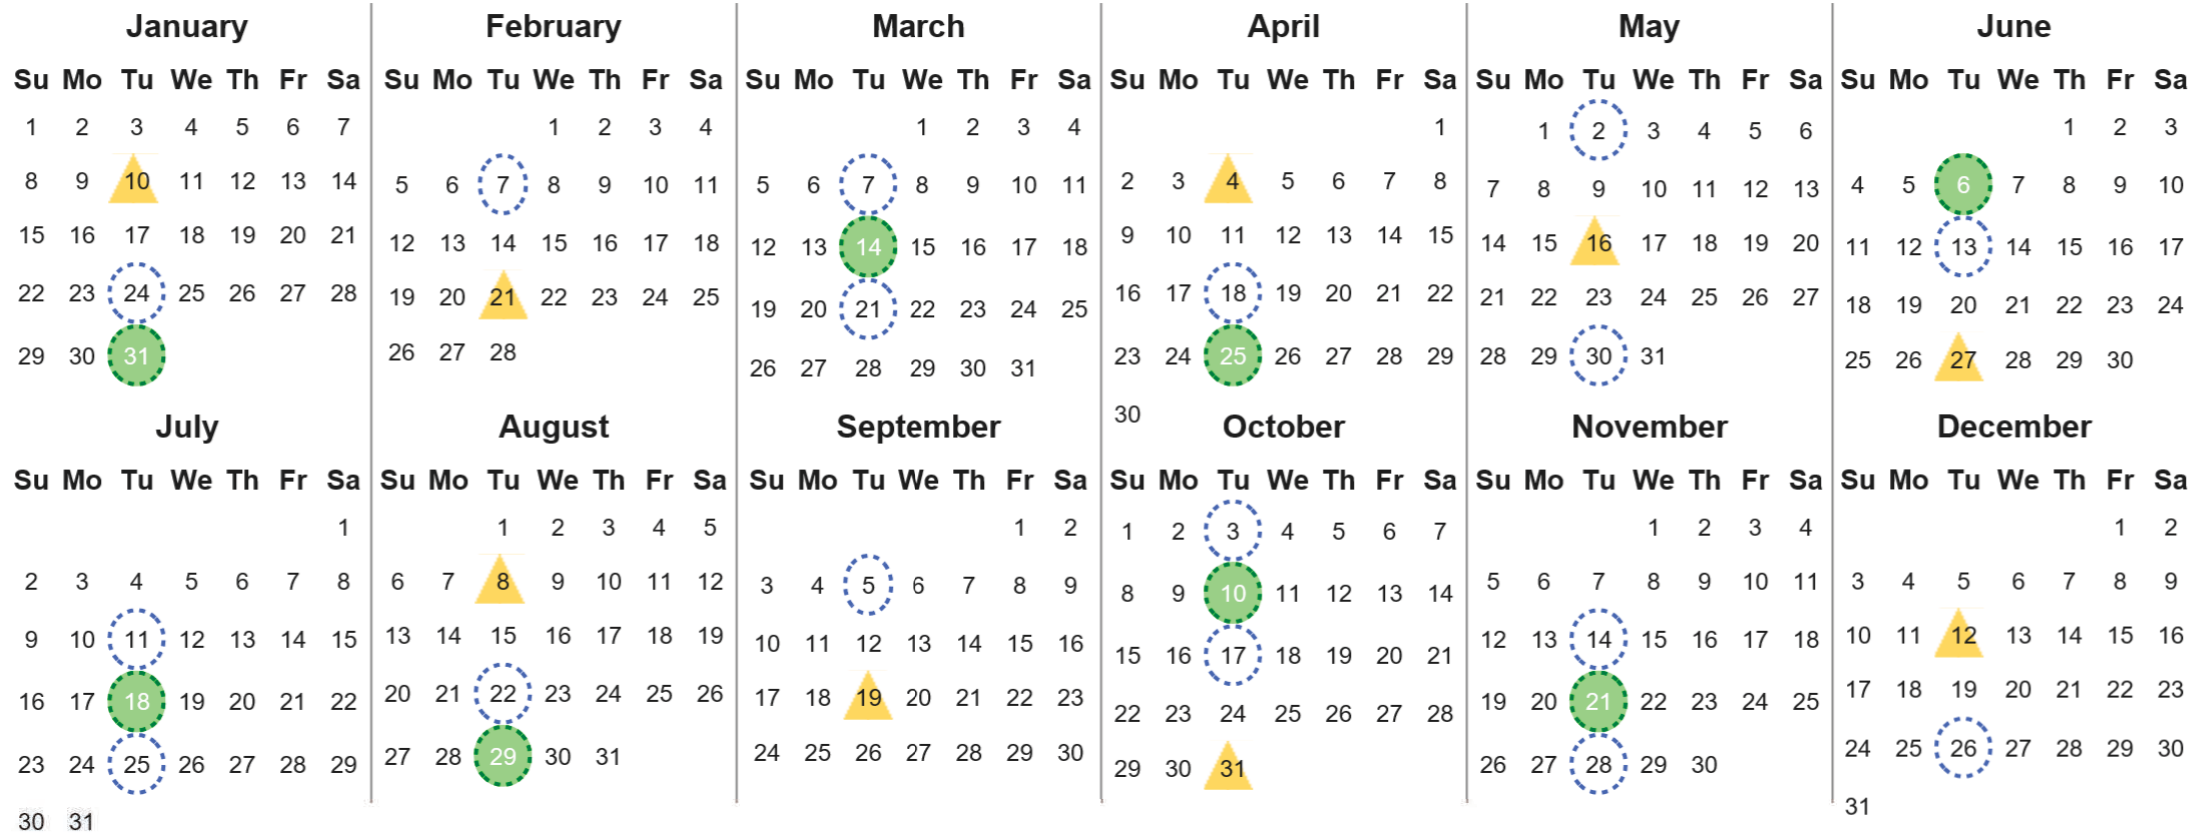 January
Su Mo Tu We Th Fr Sa
1 2 3 4 5 6 7
8 9 10 11 12 13 14
15 16 17 18 19 20 21
22 23 24 25 26 27 28
29 30 31
February
Su Mo Tu We Th Fr Sa
1 2 3 4
5 6 7 8 9 10 11
12 13 14 15 16 17 18
19 20 21 22 23 24 25
26 27 28
March
Su Mo Tu We Th Fr Sa
1 2 3 4
5 6 7 8 9 10 11
12 13 14 15 16 17 18
19 20 21 22 23 24 25
26 27 28 29 30 31
April
Su Mo Tu We Th Fr Sa
1
2 3 4 5 6 7 8
9 10 11 12 13 14 15
16 17 18 19 20 21 22
23 24 25 26 27 28 29
30
May
Su Mo Tu We Th Fr Sa
1 2 3 4 5 6
7 8 9 10 11 12 13
14 15 16 17 18 19 20
21 22 23 24 25 26 27
28 29 30 31
June
Su Mo Tu We Th Fr Sa
1 2 3
4 5 6 7 8 9 10
11 12 13 14 15 16 17
18 19 20 21 22 23 24
25 26 27 28 29 30
July
Su Mo Tu We Th Fr Sa
1
2 3 4 5 6 7 8
9 10 11 12 13 14 15
16 17 18 19 20 21 22
23 24 25 26 27 28 29
30 31
August
Su Mo Tu We Th Fr Sa
1 2 3 4 5
6 7 8 9 10 11 12
13 14 15 16 17 18 19
20 21 22 23 24 25 26
27 28 29 30 31
September
Su Mo Tu We Th Fr Sa
1 2
3 4 5 6 7 8 9
10 11 12 13 14 15 16
17 18 19 20 21 22 23
24 25 26 27 28 29 30
October
Su Mo Tu We Th Fr Sa
1 2 3 4 5 6 7
8 9 10 11 12 13 14
15 16 17 18 19 20 21
22 23 24 25 26 27 28
29 30 31
November
Su Mo Tu We Th Fr Sa
1 2 3 4
5 6 7 8 9 10 11
12 13 14 15 16 17 18
19 20 21 22 23 24 25
26 27 28 29 30
December
Su Mo Tu We Th Fr Sa
1 2
3 4 5 6 7 8 9
10 11 12 13 14 15 16
17 18 19 20 21 22 23
24 25 26 27 28 29 30
31